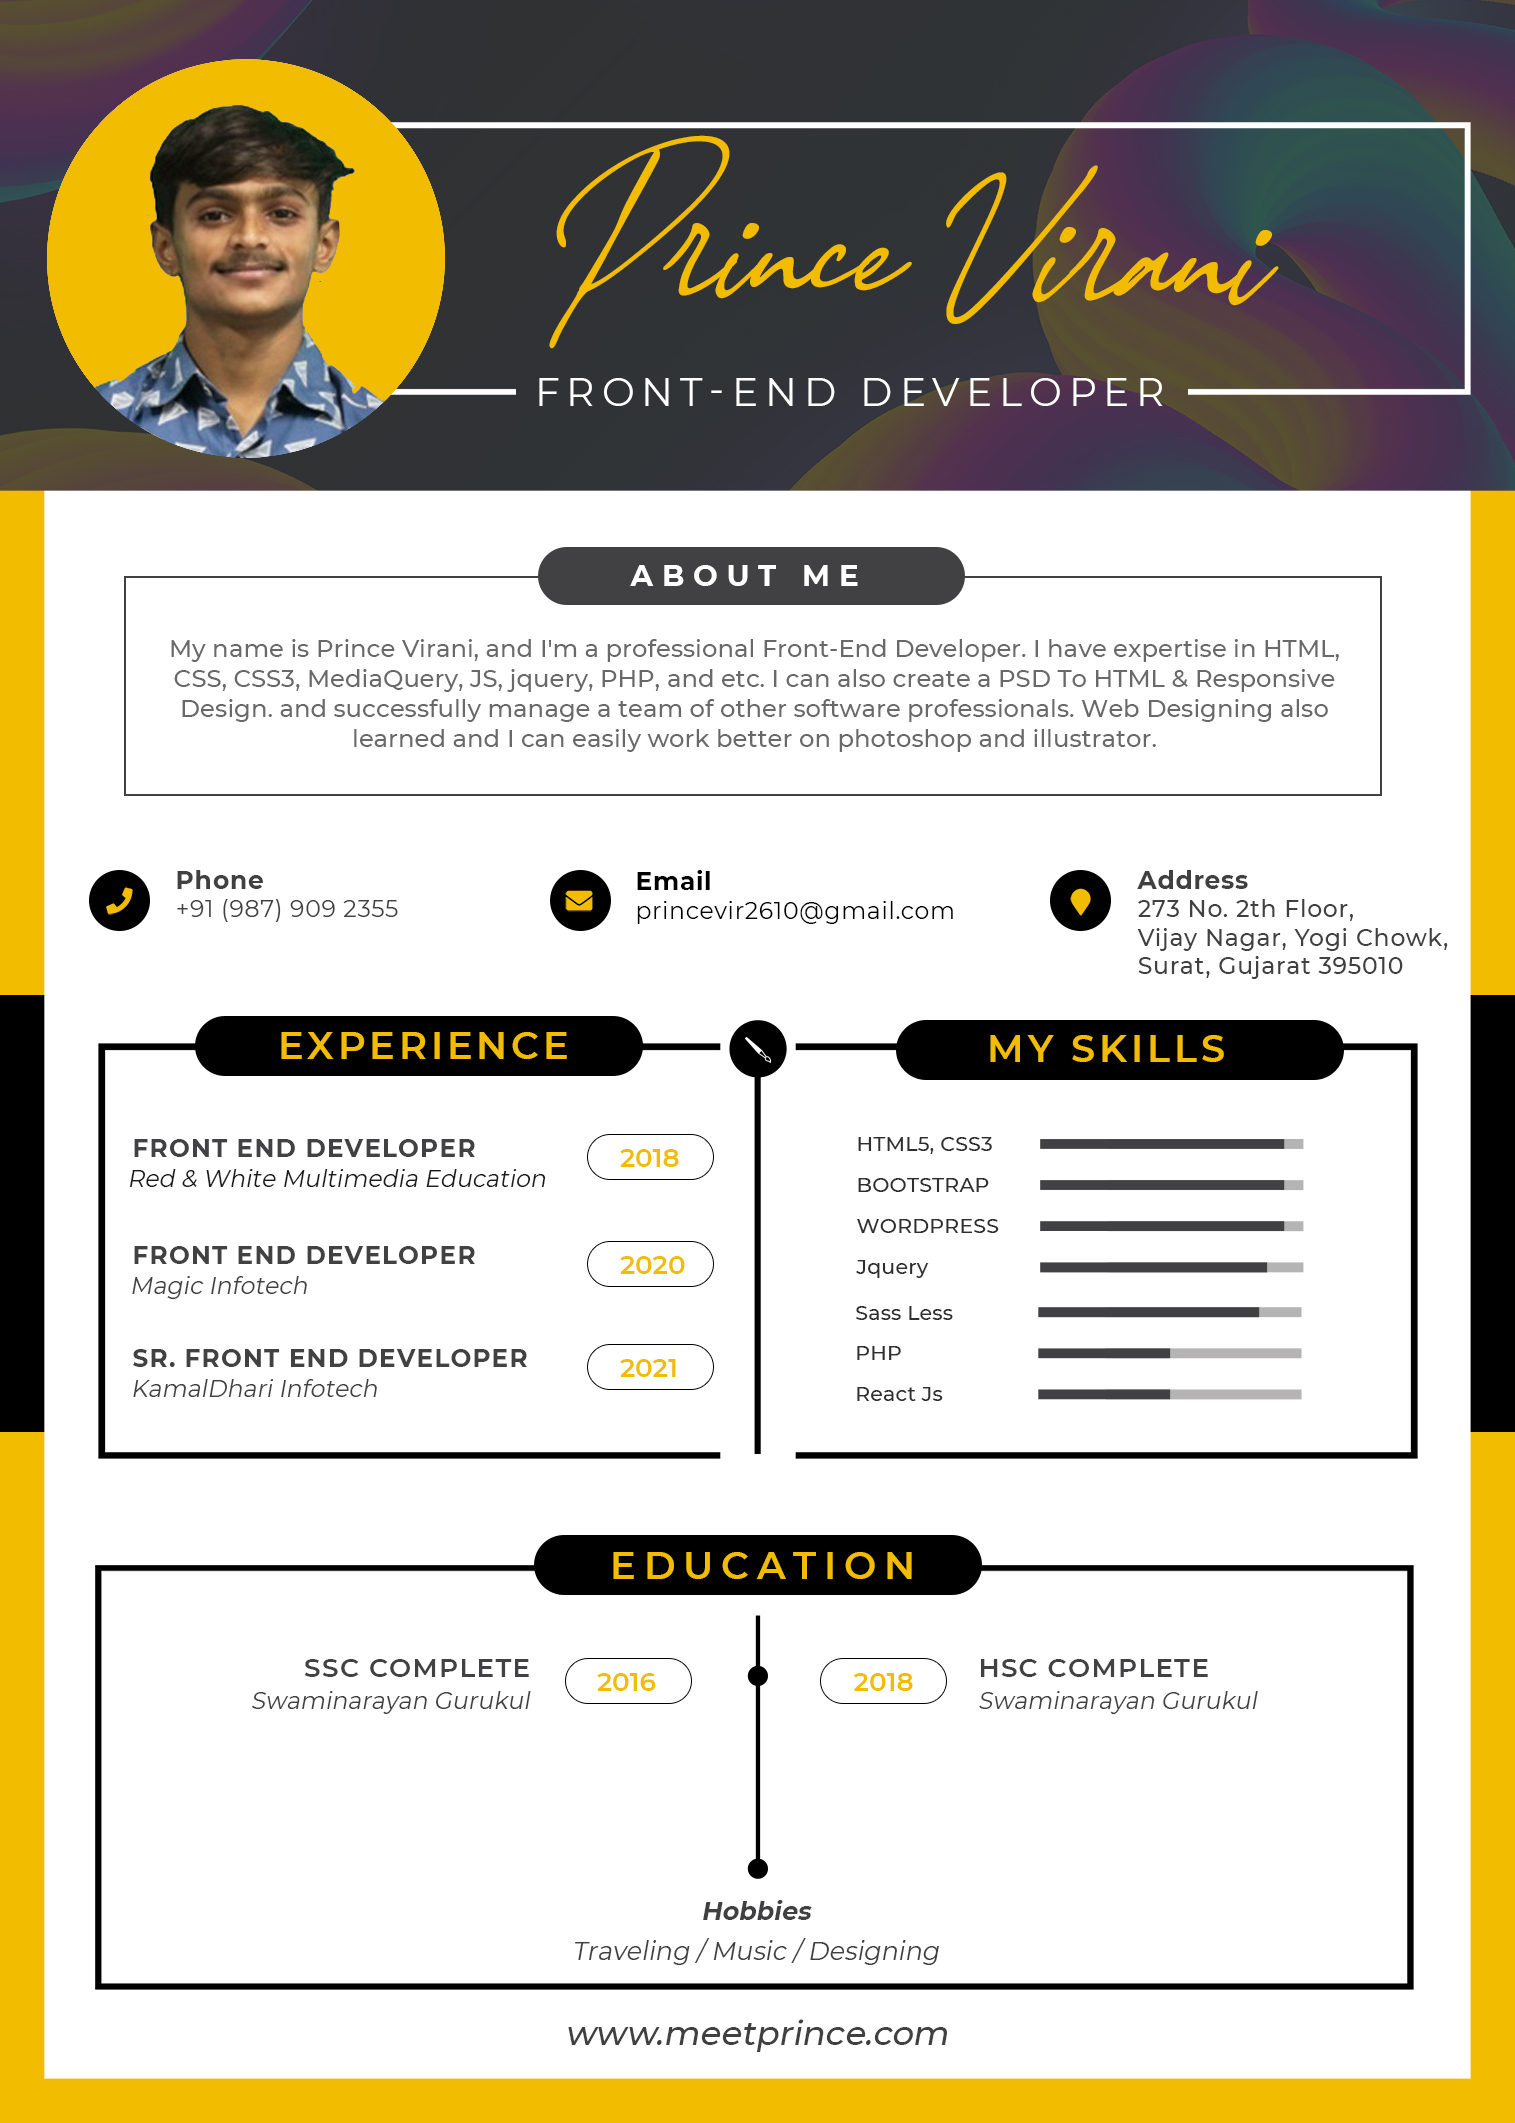 Prince Virani
FRONT-END DEVELOPER
ABOUT ME
My name is Prince Virani, and I'm a professional Front-End Developer. I have expertise in HTML,
CSS, CSS3, MediaQuery, JS, jquery, PHP, and etc. I can also create a PSD To HTML & Responsive
Design. and successfully manage a team of other software professionals. Web Designing also
learned and I can easily work better on photoshop and illustrator.
Phone
+91 (987) 909 2355
Email
princevir2610@gmail.com
Address
273 No. 2th Floor,
Vijay Nagar, Yogi Chowk,
Surat, Gujarat 395010
EXPERIENCE
FRONT END DEVELOPER
Red & White Multimedia Education
2018
FRONT END DEVELOPER
Magic Infotech
2020
SR. FRONT END DEVELOPER
KamalDhari Infotech
2021
MY SKILLS
HTML5, CSS3
BOOTSTRAP
WORDPRESS
Jquery
Sass Less
PHP
React Js
EDUCATION
SSC COMPLETE
Swaminarayan Gurukul
2016
2018
HSC COMPLETE
Swaminarayan Gurukul
Hobbies
Traveling / Music / Designing
www.meetprince.com